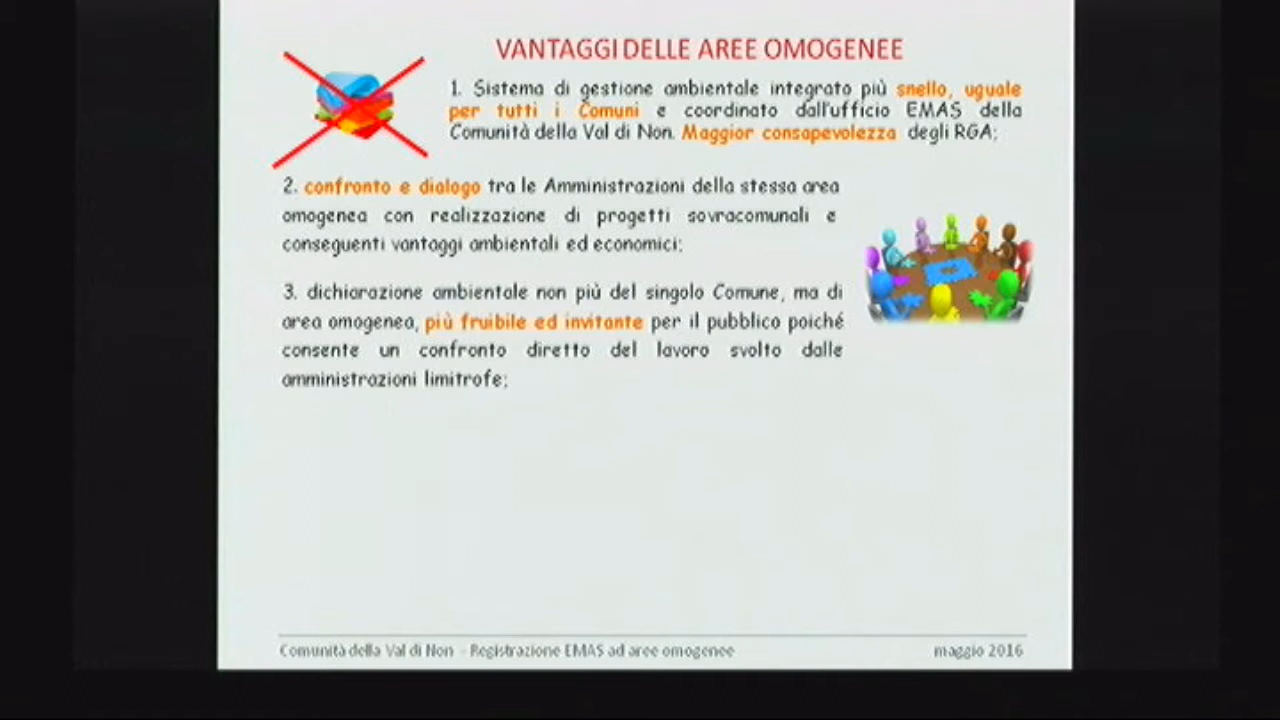 VANTAGGI DELLE AREE OMOGENEE
1. Sistema di gestione ambientale integrato più snello, uguale
per tutti i Comuni e coordinato dall'ufficio EMAS della
Comunità della Val di Non. Maggior consapevolezza degli RGA;
2. confronto e dialogo tra le Amministrazioni della stessa area
omogenea con realizzazione di progetti sovracomunali e
conseguenti vantaggi ambientali ed economici;
3. dichiarazione ambientale non più del singolo Comune, ma di
area omogenea, più fruibile ed invitante per il pubblico poiché
consente un confronto diretto del lavoro svolto dalle
amministrazioni limitrofe;
Comunità della Val di Non - Registrazione EMAS ad aree omogenee
maggio 2016